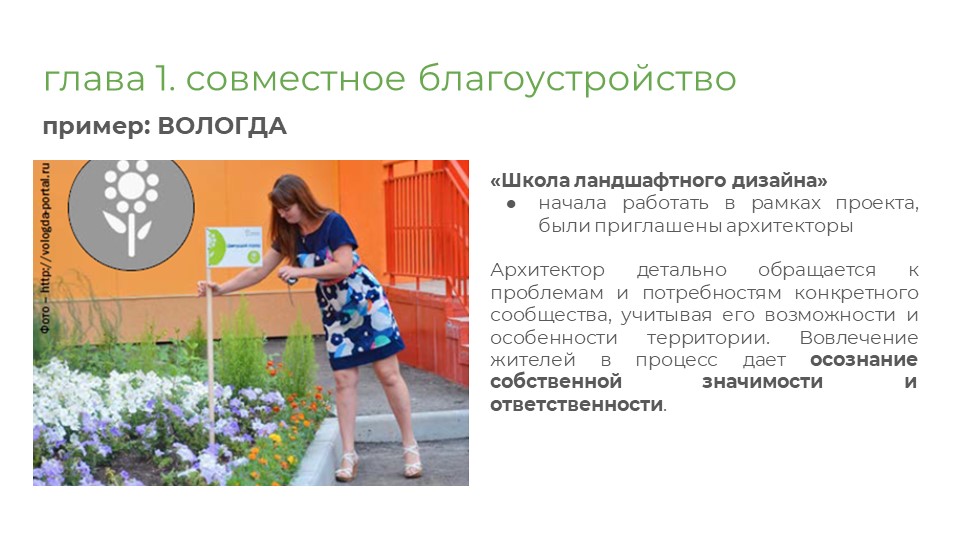 глава 1. совместное благоустройство
пример: ВОЛОГДА
Фото – http://vologda-portal.ru
«Школа ландшафтного дизайна»
● начала работать в рамках проекта,
были приглашены архитекторы
Архитектор детально обращается к
проблемам и потребностям конкретного
сообщества, учитывая его возможности и
особенности территории. Вовлечение
жителей в процесс дает осознание
собственной значимости и
ответственности.